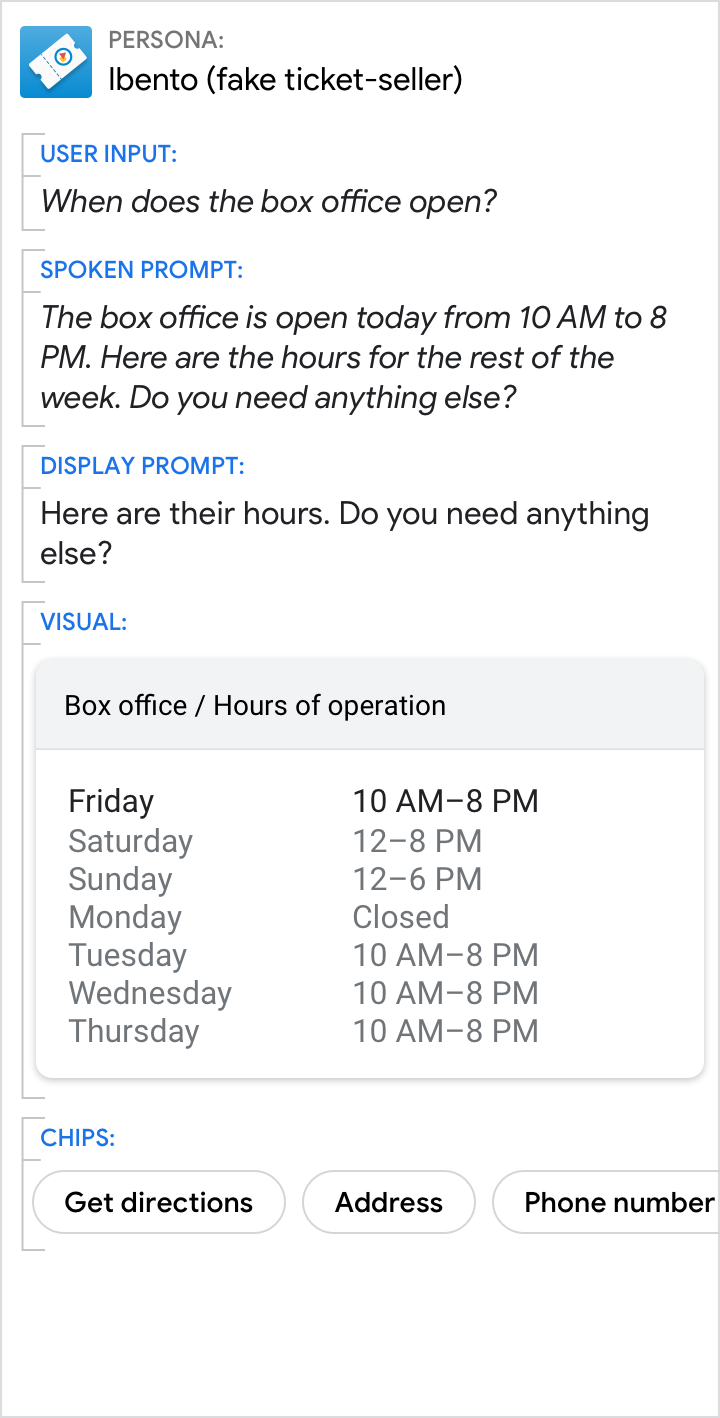 PERSONA:
Ibento (fake ticket-seller)
USER INPUT:
When does the box office open?
SPOKEN PROMPT:
The box office is open today from 10 AM to 8
PM. Here are the hours for the rest of the
week. Do you need anything else?
DISPLAY PROMPT:
Here are their hours. Do you need anything
else?
VISUAL:
Box office / Hours of operation
Friday 10 AM–8 PM
Saturday 12–8 PM
Sunday 12–6 PM
Monday Closed
Tuesday 10 AM–8 PM
Wednesday 10 AM–8 PM
Thursday 10 AM–8 PM
CHIPS:
Get directions Address Phone number